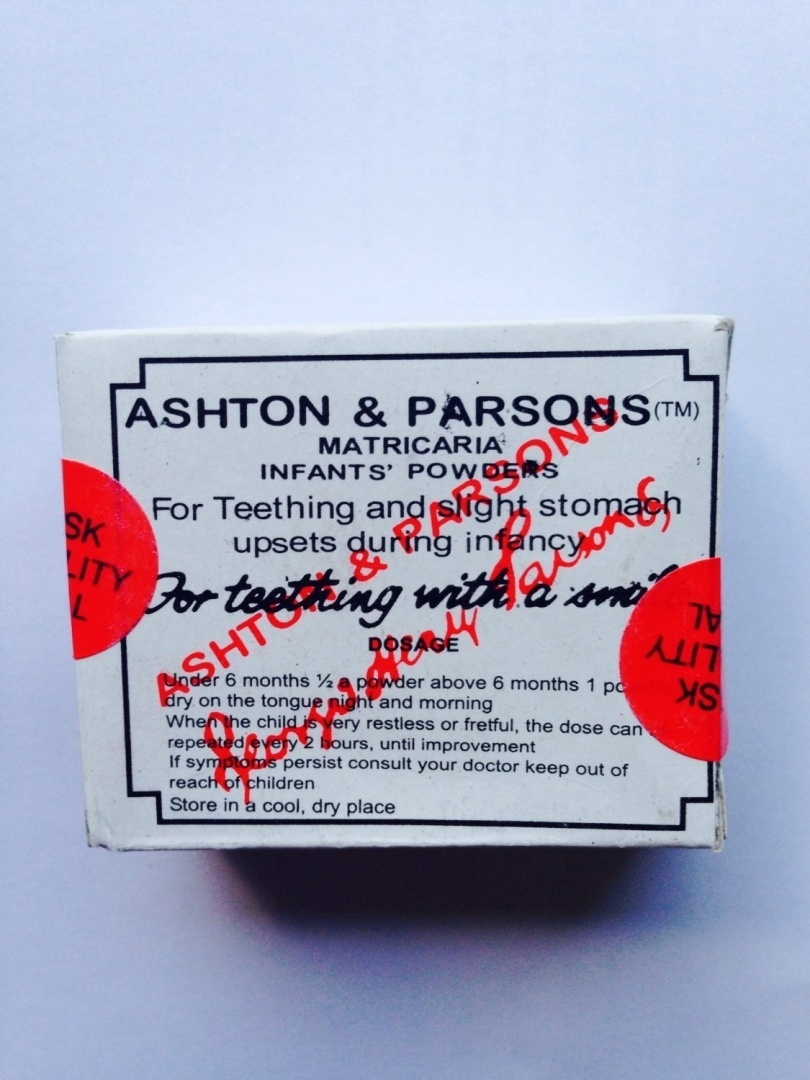 ASHTON & PARSONS(TM)
MATRICARIA
INFANTS' POWDERS
For Teething and slight stomach
upsets during infancy
For teething with a
DOSAGE
Under 6 months ½ a powder above 6 months 1
dry on the tongue night and morning
When the child is very restless or fretful, the dose can
repeated every 2 hours, until improvement
If symptoms persist consult your doctor keep out of
reach of children
Store in a cool, dry place
ASHTON & PARSONS
Parsons
SK
LITY
L
SK
LITY
AL